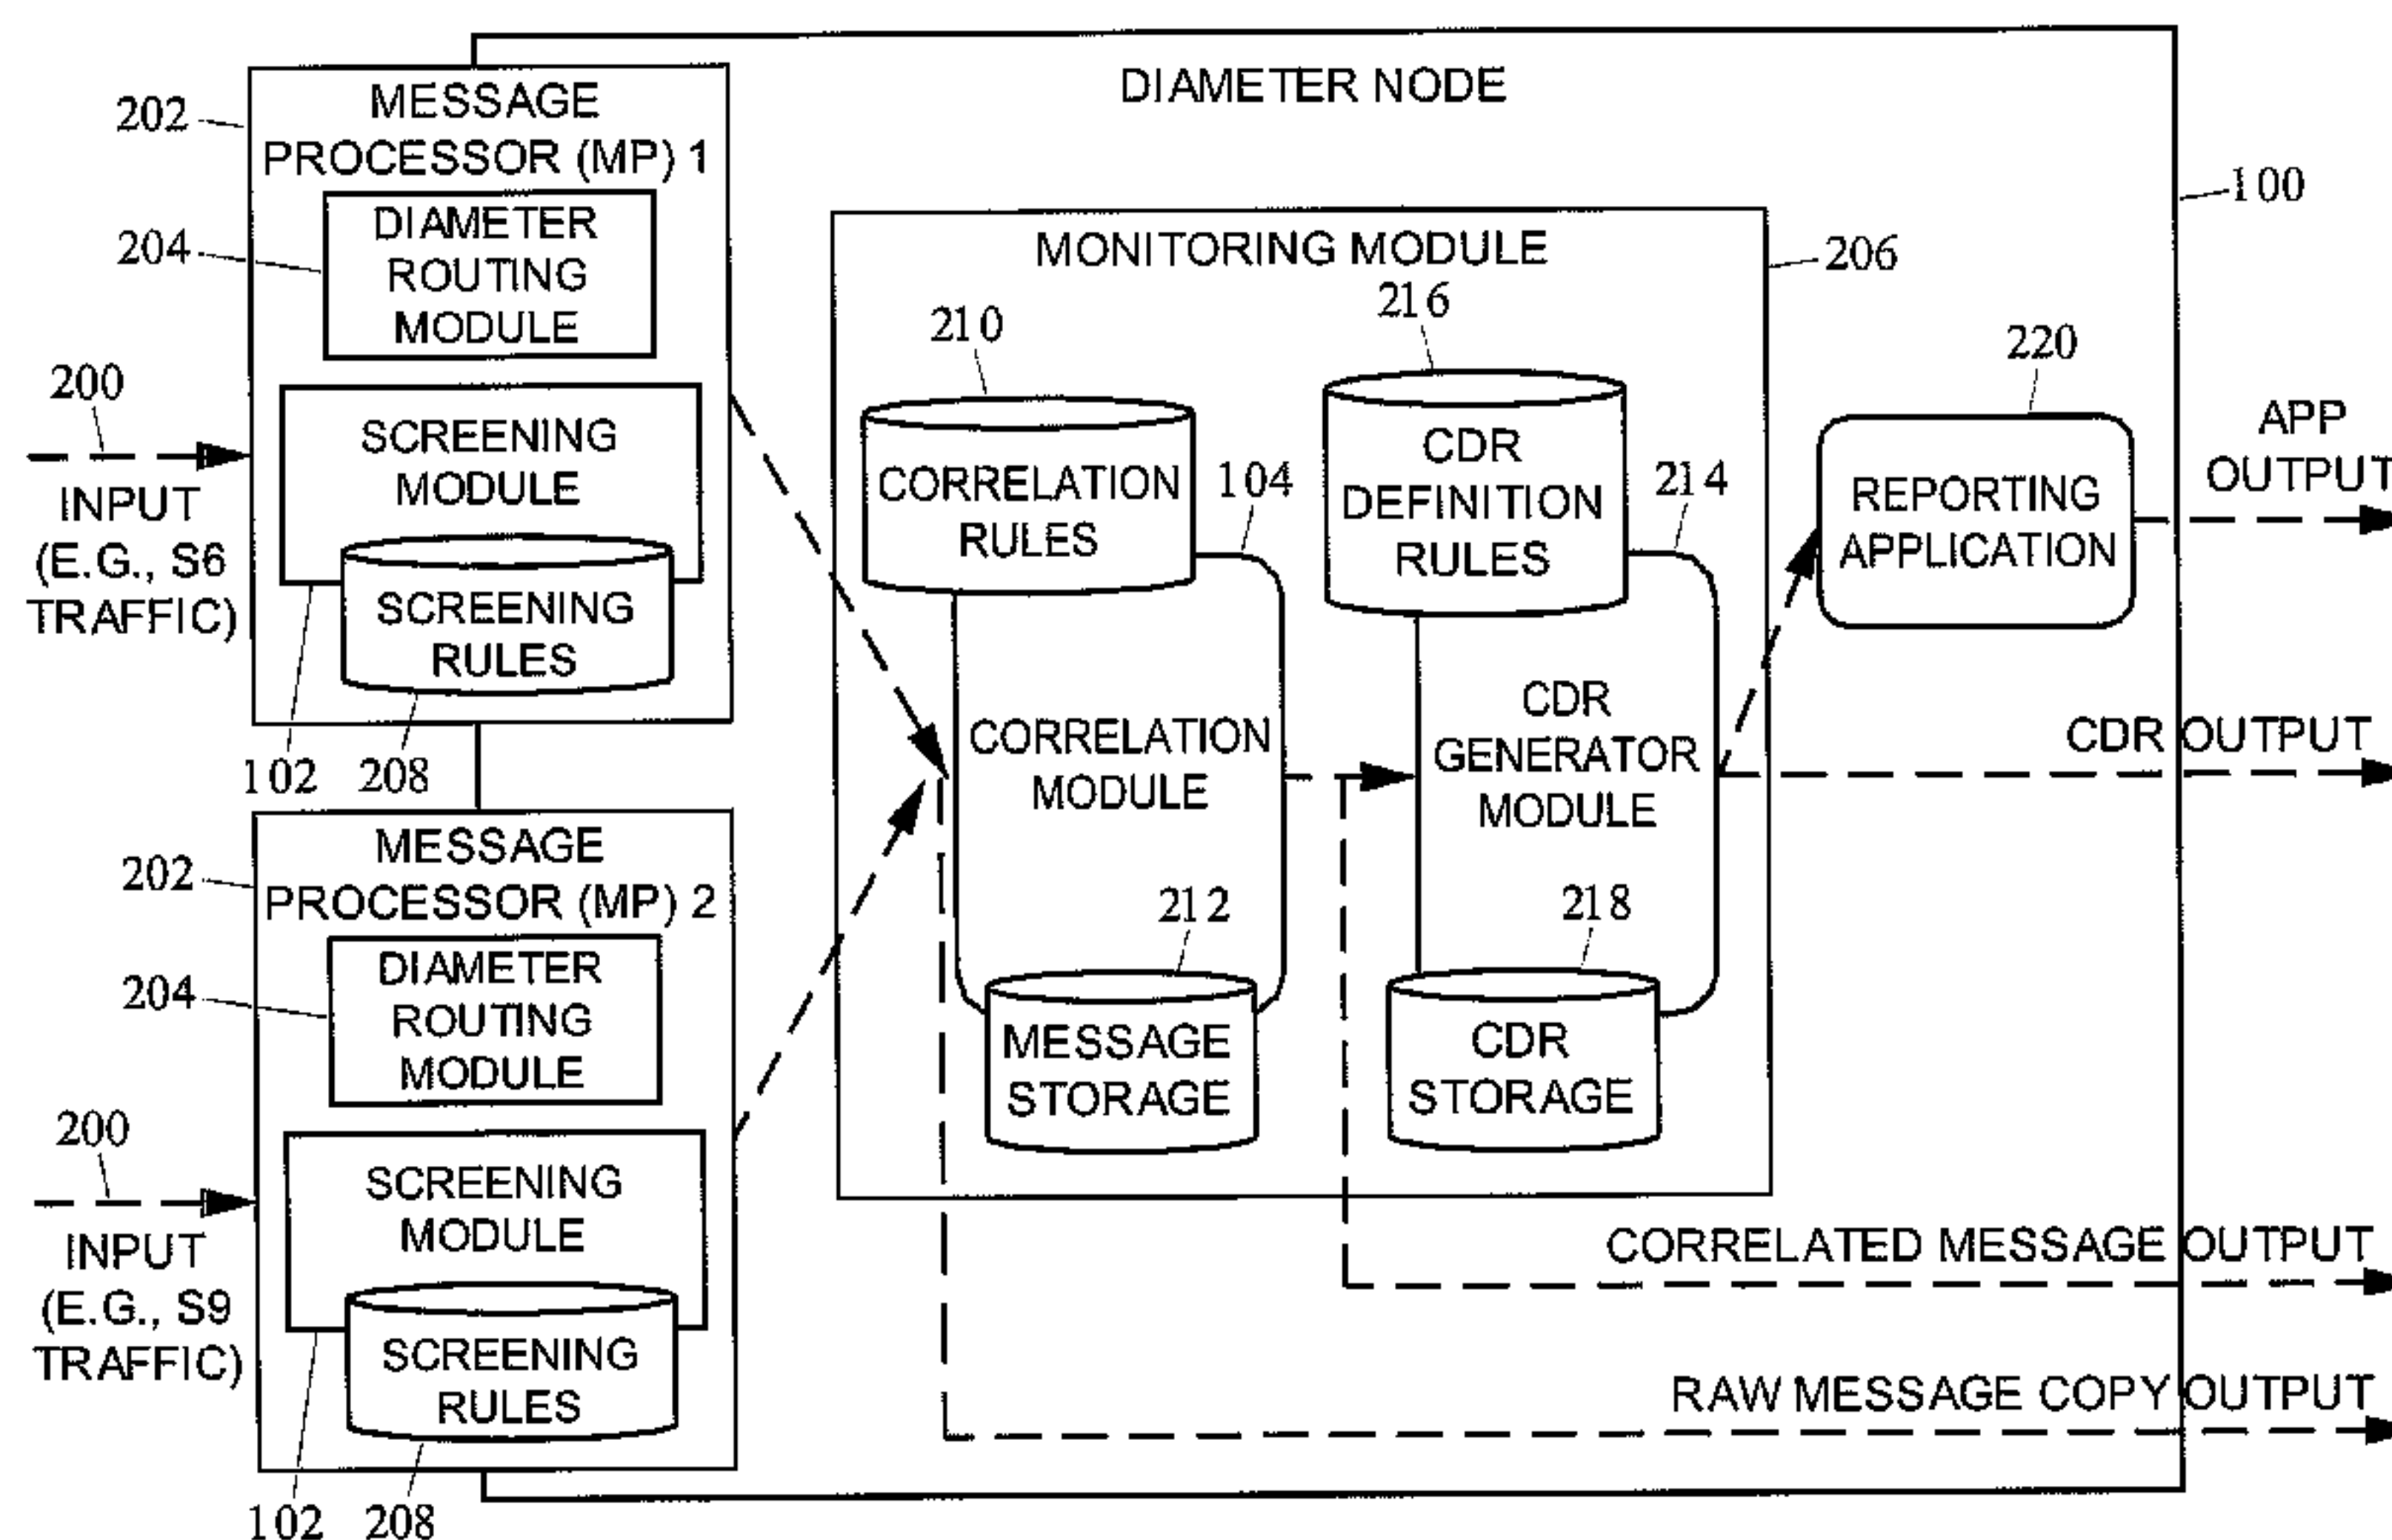 DIAMETER NODE
100
202
MESSAGE
PROCESSOR (MP) 1
204
DIAMETER
ROUTING
MODULE
200
INPUT
(E.G., S6
TRAFFIC)
SCREENING
MODULE
SCREENING
RULES
102
208
202
MESSAGE
PROCESSOR (MP) 2
204
DIAMETER
ROUTING
MODULE
200
INPUT
(E.G., S9
TRAFFIC)
SCREENING
MODULE
SCREENING
RULES
102
208
MONITORING MODULE
206
210
CORRELATION
RULES
104
CORRELATION
MODULE
212
MESSAGE
STORAGE
216
CDR
DEFINITION
RULES
214
CDR
GENERATOR
MODULE
218
CDR
STORAGE
220
REPORTING
APPLICATION
APP
OUTPUT
CDR OUTPUT
CORRELATED MESSAGE OUTPUT
RAW MESSAGE COPY OUTPUT